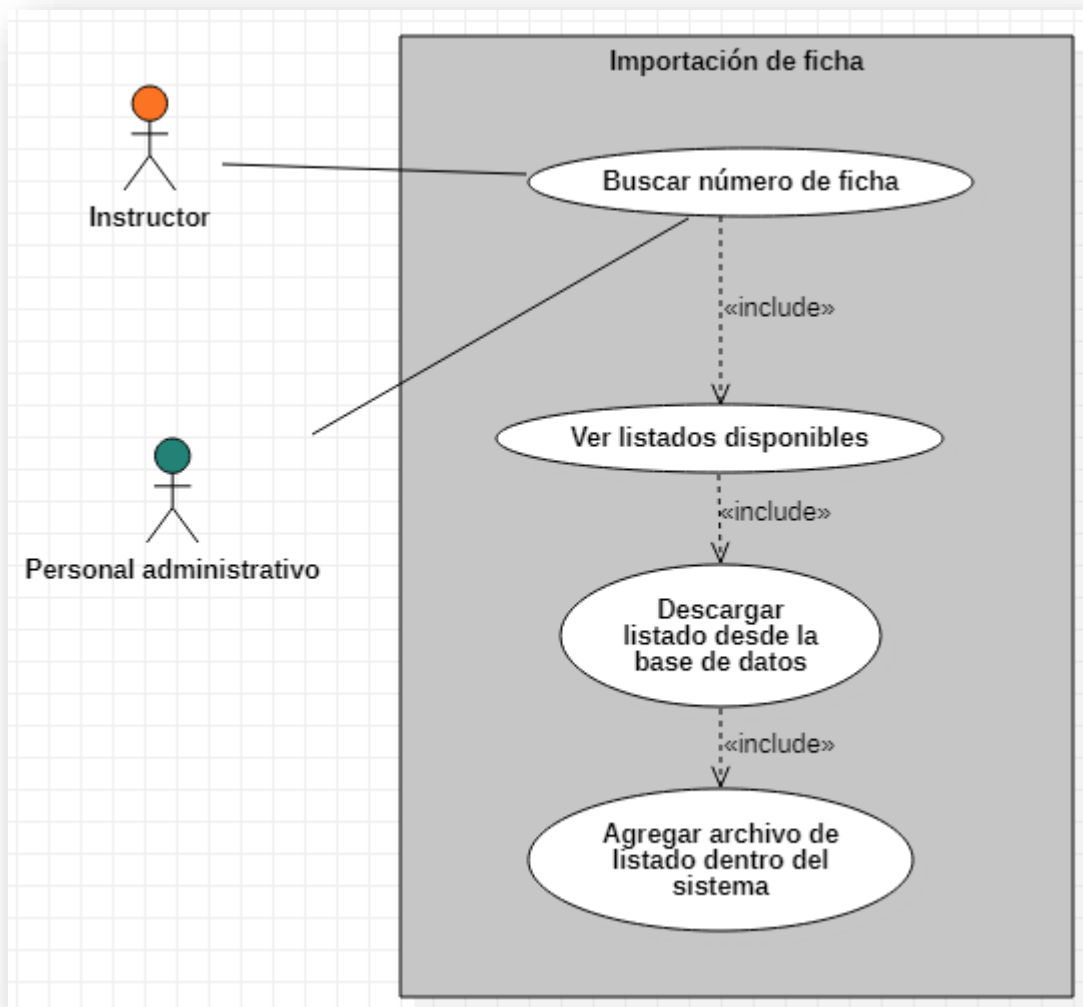 Importación de ficha
Instructor
Buscar número de ficha
«include»
Ver listados disponibles
«include»
Personal administrativo
Descargar
listado desde la
base de datos
«include»
Agregar archivo de
listado dentro del
sistema